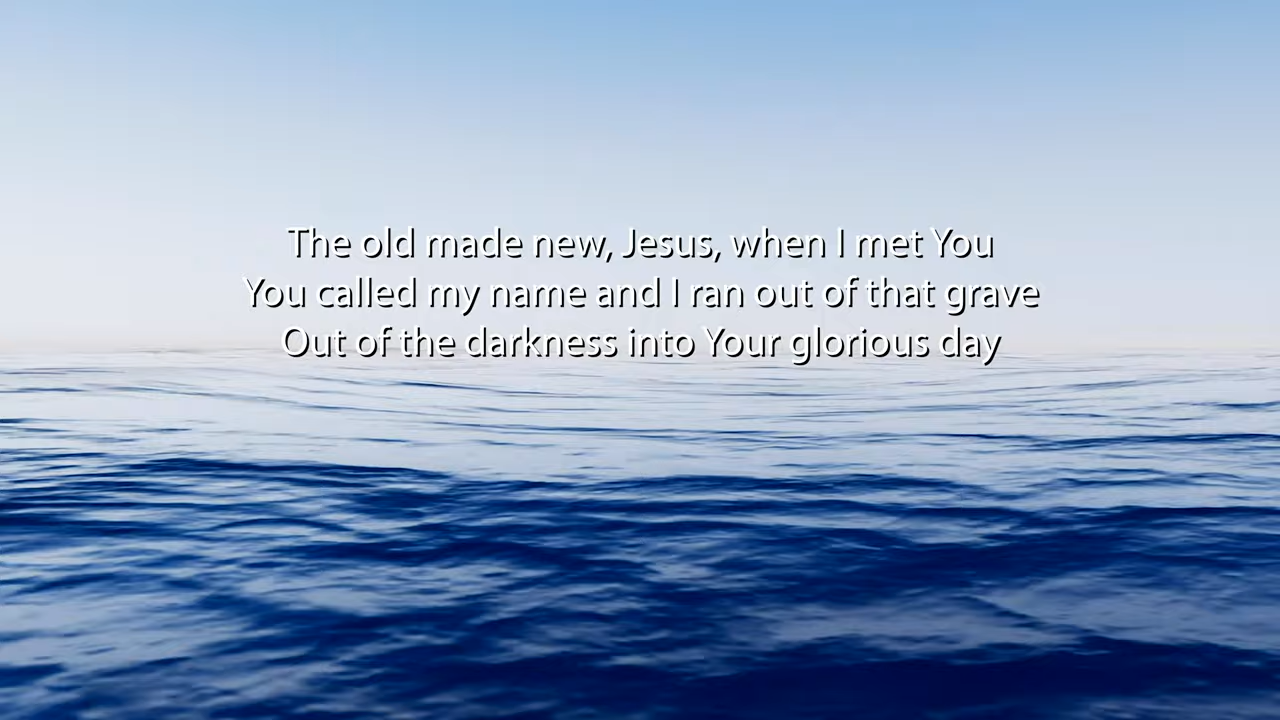 The old made new, Jesus, when I met You
You called my name and I ran out of that grave
Out of the darkness into Your glorious day